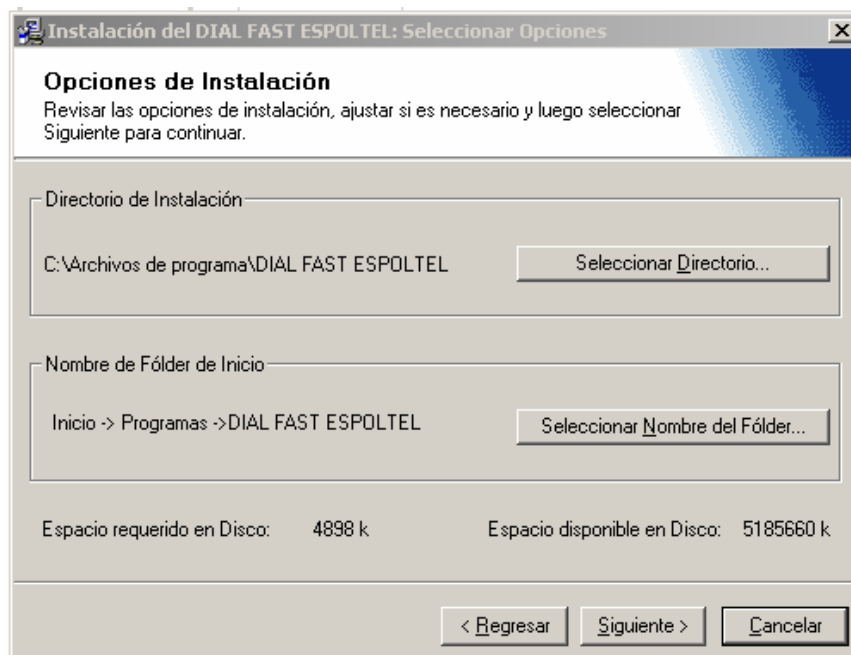 Instalación del DIAL FAST ESPOLTEL: Seleccionar Opciones
Opciones de Instalación
Revisar las opciones de instalación, ajustar si es necesario y luego seleccionar
Siguiente para continuar.
Directorio de Instalación
C:\Archivos de programa\DIAL FAST ESPOLTEL
Seleccionar Directorio...
Nombre de Fólder de Inicio
Inicio -> Programas ->DIAL FAST ESPOLTEL
Seleccionar Nombre del Fólder...
Espacio requerido en Disco: 4898 k Espacio disponible en Disco: 5185660 k
< Regresar Siguiente > Cancelar